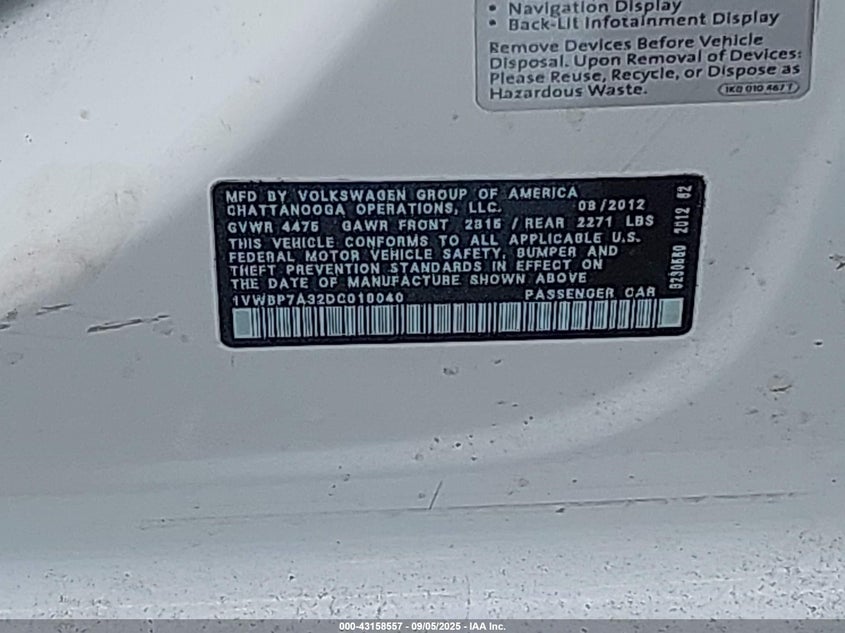 • Navigation Display
• Back-Lit Infotainment Display
Remove Devices Before Vehicle
Disposal. Upon Removal of Devices:
Please Reuse, Recycle, or Dispose as
Hazardous Waste.
1K0 010 467 T
MFD BY VOLKSWAGEN GROUP OF AMERICA
CHATTANOOGA OPERATIONS, LLC. 08/2012
GVWR 4475 GAWR FRONT 2815 / REAR 2271 LBS
THIS VEHICLE CONFORMS TO ALL APPLICABLE U.S.
FEDERAL MOTOR VEHICLE SAFETY, BUMPER AND
THEFT PREVENTION STANDARDS IN EFFECT ON
THE DATE OF MANUFACTURE SHOWN ABOVE
1VWBP7A32DC010040 PASSENGER CAR
2012 82
000-43158557 - 09/05/2025 - IAA Inc.